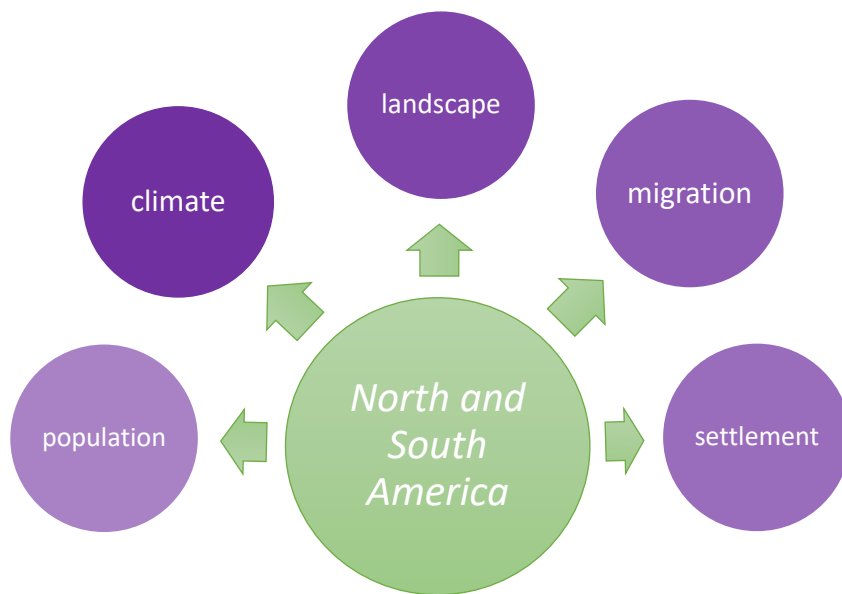 landscape
climate
migration
North and
South
America
population
settlement